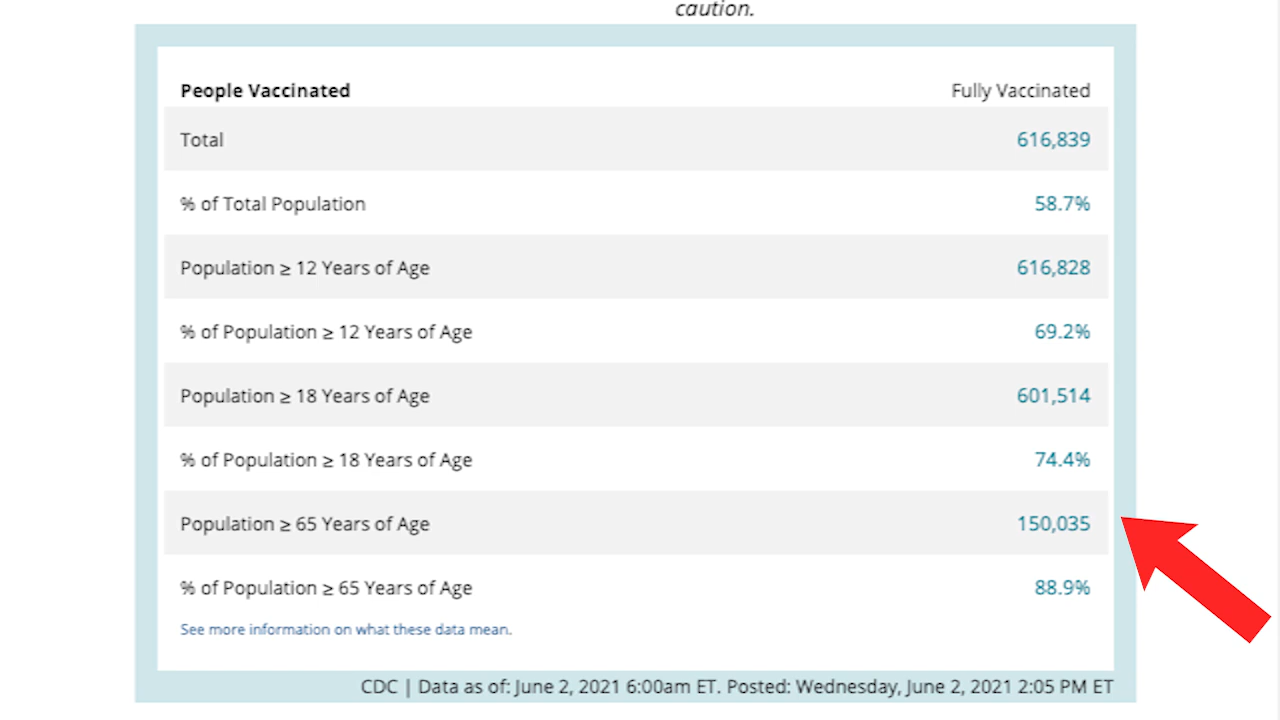 caution.
People Vaccinated Fully Vaccinated
Total 616,839
% of Total Population 58.7%
Population ≥ 12 Years of Age 616,828
% of Population ≥ 12 Years of Age 69.2%
Population ≥ 18 Years of Age 601,514
% of Population ≥ 18 Years of Age 74.4%
Population ≥ 65 Years of Age 150,035
% of Population ≥ 65 Years of Age 88.9%
See more information on what these data mean.
CDC | Data as of: June 2, 2021 6:00am ET. Posted: Wednesday, June 2, 2021 2:05 PM ET